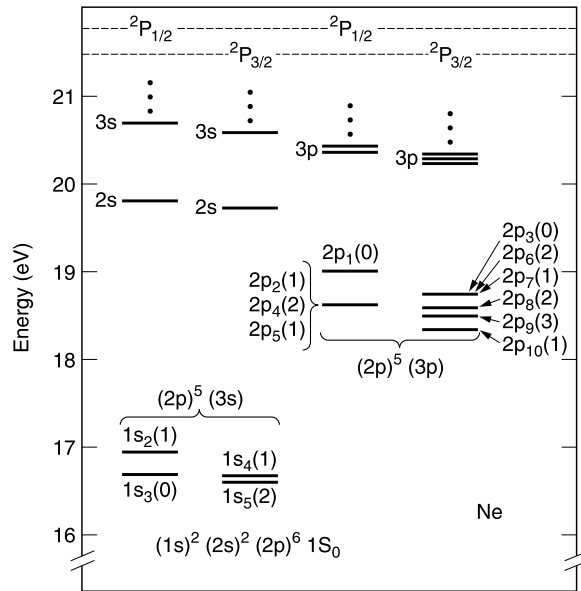 ²P₁/₂ ²P₁/₂
²P₃/₂ ²P₃/₂
21
3s
3s
3p
3p
20
2s
2s
19
2p₁(0)
2p₂(1)
2p₄(2)
2p₅(1)
2p₃(0)
2p₆(2)
2p₇(1)
2p₈(2)
2p₉(3)
2p₁₀(1)
Energy (eV)
18
(2p)⁵ (3p)
(2p)⁵ (3s)
17
1s₂(1)
1s₄(1)
1s₃(0)
1s₅(2)
Ne
16
(1s)² (2s)² (2p)⁶ 1S₀